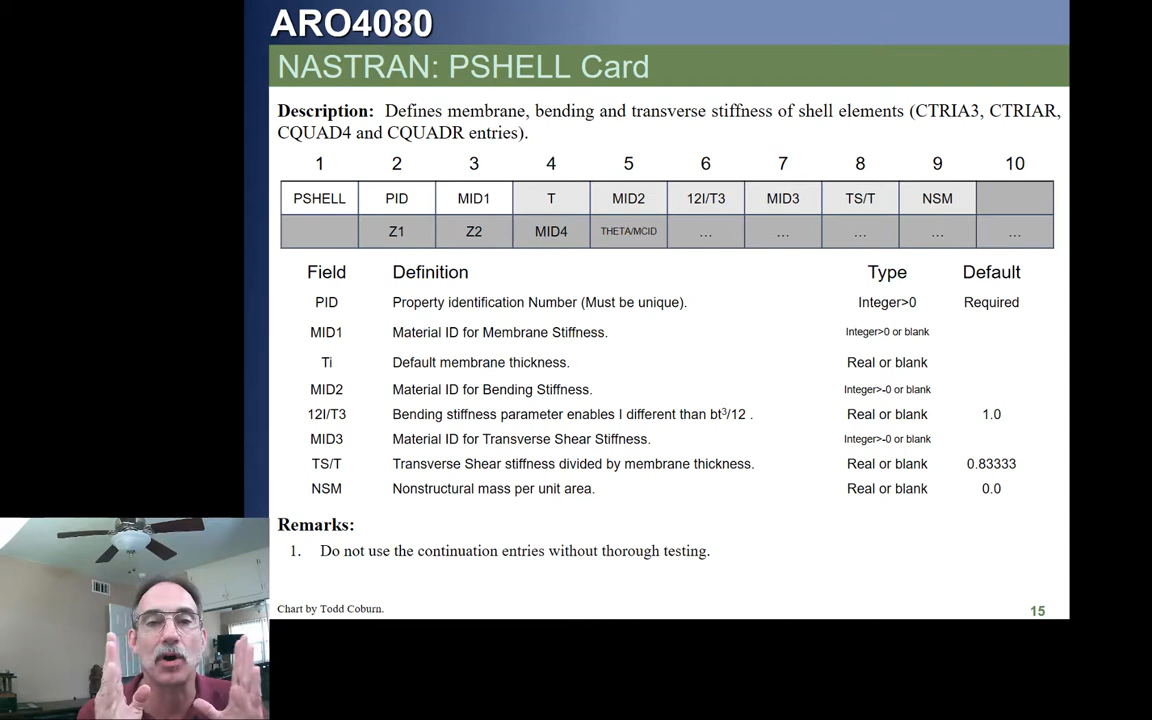 ARO4080
NASTRAN: PSHELL Card
Description: Defines membrane, bending and transverse stiffness of shell elements (CTRIA3, CTRIAR,
CQUAD4 and CQUADR entries).
1 2 3 4 5 6 7 8 9 10
PSHELL PID MID1 T MID2 12I/T3 MID3 TS/T NSM
Z1 Z2 MID4 THETA/MCID ... ... ... ... ...
Field Definition Type Default
PID Property identification Number (Must be unique). Integer>0 Required
MID1 Material ID for Membrane Stiffness. Integer>0 or blank
Ti Default membrane thickness. Real or blank
MID2 Material ID for Bending Stiffness. Integer>-0 or blank
12I/T3 Bending stiffness parameter enables I different than bt³/12 . Real or blank 1.0
MID3 Material ID for Transverse Shear Stiffness. Integer>-0 or blank
TS/T Transverse Shear stiffness divided by membrane thickness. Real or blank 0.83333
NSM Nonstructural mass per unit area. Real or blank 0.0
Remarks:
1. Do not use the continuation entries without thorough testing.
Chart by Todd Coburn.
15